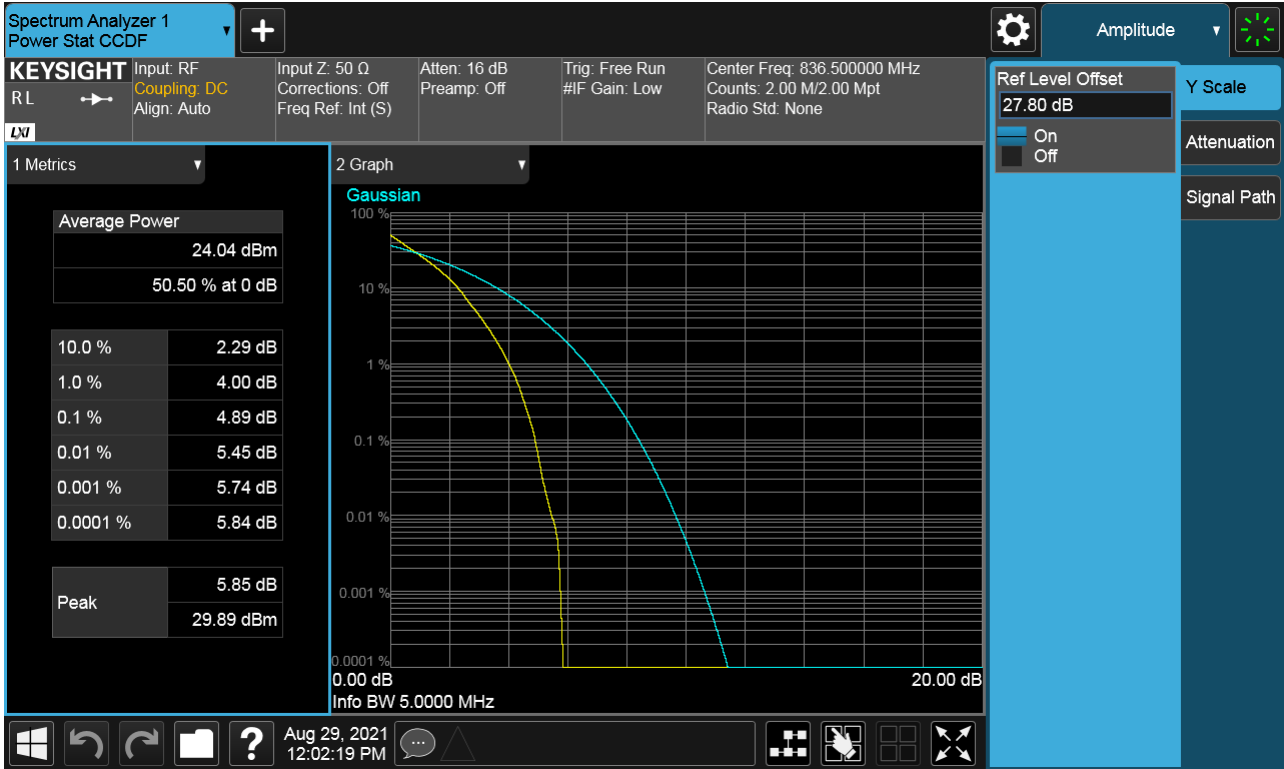 Spectrum Analyzer 1
Power Stat CCDF
Amplitude
KEYSIGHT
R L
LXI
Input: RF
Coupling: DC
Align: Auto
Input Z: 50 Ω
Corrections: Off
Freq Ref: Int (S)
Atten: 16 dB
Preamp: Off
Trig: Free Run
#IF Gain: Low
Center Freq: 836.500000 MHz
Counts: 2.00 M/2.00 Mpt
Radio Std: None
Ref Level Offset
27.80 dB
On
Off
Y Scale
Attenuation
Signal Path
1 Metrics
Average Power
24.04 dBm
50.50 % at 0 dB
10.0 % 2.29 dB
1.0 % 4.00 dB
0.1 % 4.89 dB
0.01 % 5.45 dB
0.001 % 5.74 dB
0.0001 % 5.84 dB
Peak
5.85 dB
29.89 dBm
2 Graph
Gaussian
100 %
10 %
1 %
0.1 %
0.01 %
0.001 %
0.0001 %
0.00 dB 20.00 dB
Info BW 5.0000 MHz
?
Aug 29, 2021
12:02:19 PM